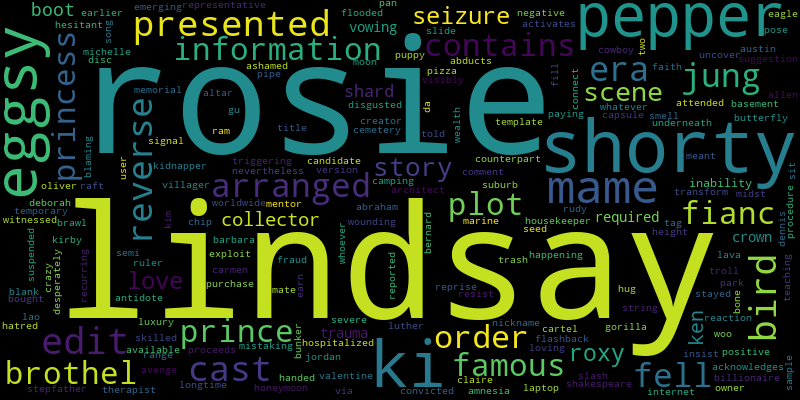 boot
hesitant
earlier
song
michelle
disc
emerging
representative
presented
flooded
pan
vowing
seizure
negative
activates
pepper
eagle
pose
cowboy
two
austin
suggestion
eggsy
princess
information
contains
slide
puppy
abducts
pizza
visibly
era
scene
uncover
faith
jung
allen
rosie
ashamed
pipe
moon
disgusted
shard
memorial
altar
gu
ram
creator
cemetery
told
da
wealth
template
fill
connect
paying
whatever
capsule
smell
underneath
attended
basement
butterfly
blaming
reverse
signal
user
title
kidnapper
villager
triggering
nevertheless
candidate
version
story
counterpart
comment
camping
architect
suburb
shorty
meant
procedure
sit
oliver
raft
deborah
temporary
witnessed
brawl
kirby
arranged
worldwide
mentor
collector
abraham
wounding
mame
plot
marine
seed
housekeeper
rudy
required
inability
transform
midst
fianc
tag
height
crown
dennis
teaching
suspended
crazy
desperately
recurring
semi
ruler
kim
chip
barbara
exploit
fraud
carmen
purchase
love
antidote
lindsay
whoever
reported
bernard
trash
happening
reprise
resist
hug
string
lava
troll
park
stayed
bone
reaction
woo
ken
bird
blank
bought
lao
hatred
luxury
skilled
available
range
mate
earn
mistaking
proceeds
bunker
severe
trauma
hospitalized
luther
jordan
edit
prince
ki
order
nickname
cartel
flashback
loving
gorilla
roxy
insist
positive
acknowledges
billionaire
owner
sample
brothel
stepfather
therapist
avenge
longtime
cast
honeymoon
handed
valentine
via
convicted
claire
amnesia
famous
laptop
slash
shakespeare
fell
internet